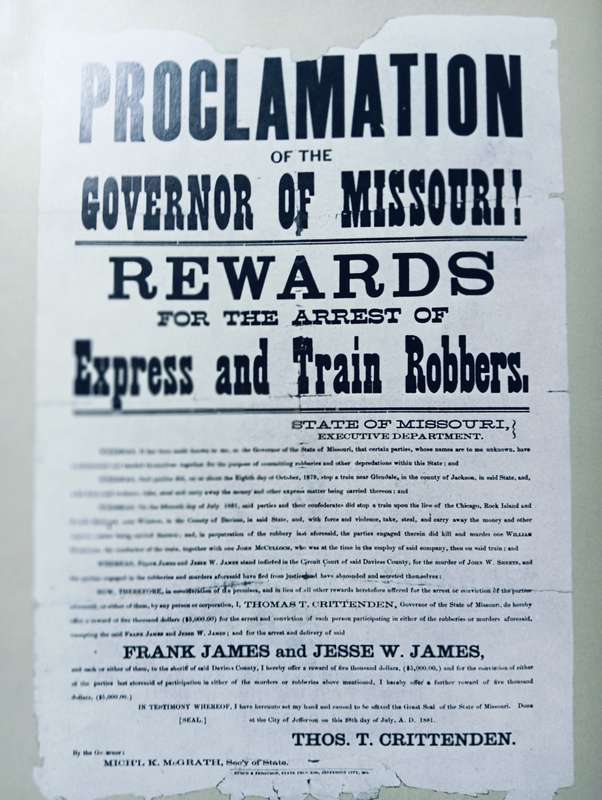 PROCLAMATION
OF THE
GOVERNOR OF MISSOURI!
REWARDS
FOR THE ARREST OF
Express and Train Robbers.
STATE OF MISSOURI,
EXECUTIVE DEPARTMENT.
the Governor of the State of Missouri, that certain parties, whose names are to me unknown, have
together for the purpose of committing robberies and other depredations within this State; and
on or about the Eighth day of October, 1879, stop a train near Glendale, in the county of Jackson, in said State, and,
take, steal and carry away the money and other express matter being carried thereon; and
day of July 1881, said parties and their confederates did stop a train upon the line of the Chicago, Rock Island and
in the County of Daviess, in said State, and, with force and violence, take, steal, and carry away the money and other
and, in perpetration of the robbery last aforesaid, the parties engaged therein did kill and murder one WILLIAM
together with one JOHN McCULLOCH, who was at the time in the employ of said company, then on said train; and
FRANK JAMES and JESSE W. JAMES stand indicted in the Circuit Court of said Daviess County, for the murder of JOHN W. SHEETS, and
engaged in the robberies and murders aforesaid have fled from justice and have absconded and secreted themselves;
NOW, THEREFORE, in consideration of the premises, and in lieu of all other rewards heretofore offered for the arrest or conviction of the parties
aforesaid, or either of them, by any person or corporation, I, THOMAS T. CRITTENDEN, Governor of the State of Missouri, do hereby
offer a reward of five thousand dollars ($5,000.00) for the arrest and conviction of each person participating in either of the robberies or murders aforesaid,
excepting the said FRANK JAMES and JESSE W. JAMES; and for the arrest and delivery of said
FRANK JAMES and JESSE W. JAMES,
and each or either of them, to the sheriff of said Daviess County, I hereby offer a reward of five thousand dollars, ($5,000.00,) and for the conviction of either
of the parties last aforesaid of participation in either of the murders or robberies above mentioned, I hereby offer a further reward of five thousand
dollars, ($5,000.00.)
IN TESTIMONY WHEREOF, I have hereunto set my hand and caused to be affixed the Great Seal of the State of Missouri. Done
[SEAL.] at the City of Jefferson on this 28th day of July, A. D. 1881.
THOS. T. CRITTENDEN.
By the Governor:
MICH'L K. McGRATH, Sec'y of State.